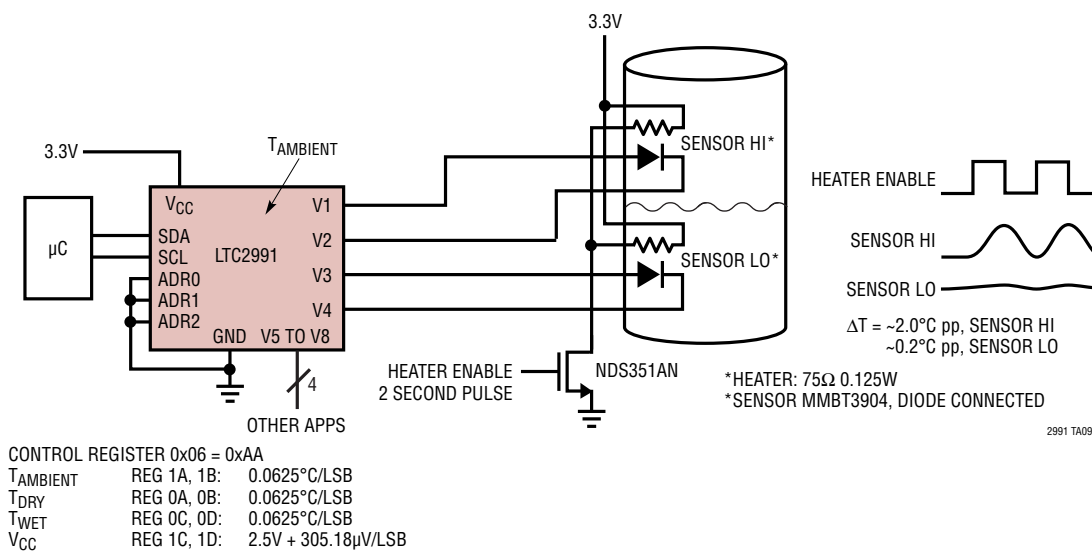 3.3V
3.3V
TAMBIENT
µC
VCC
SDA
SCL
ADR0
ADR1
ADR2
LTC2991
GND
V5 TO V8
V1
V2
V3
V4
4
OTHER APPS
SENSOR HI*
SENSOR LO*
HEATER ENABLE
2 SECOND PULSE
NDS351AN
HEATER ENABLE
SENSOR HI
SENSOR LO
ΔT = ~2.0°C pp, SENSOR HI
~0.2°C pp, SENSOR LO
*HEATER: 75Ω 0.125W
*SENSOR MMBT3904, DIODE CONNECTED
2991 TA09
CONTROL REGISTER 0x06 = 0xAA
TAMBIENT REG 1A, 1B: 0.0625°C/LSB
TDRY REG 0A, 0B: 0.0625°C/LSB
TWET REG 0C, 0D: 0.0625°C/LSB
VCC REG 1C, 1D: 2.5V + 305.18µV/LSB